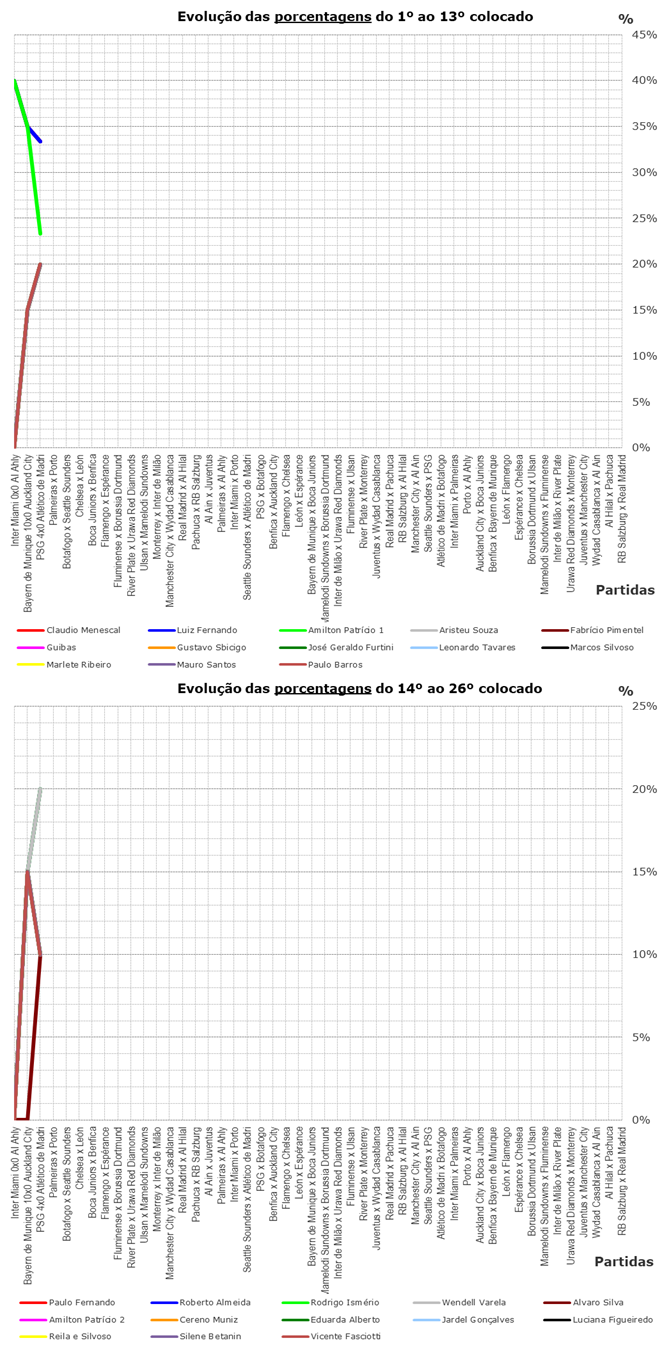 Evolução das porcentagens do 1º ao 13º colocado
%
45%
40%
35%
30%
25%
20%
15%
10%
5%
0%
Inter Miami 0x0 Al Ahly
Bayern de Munique 10x0 Auckland City
PSG 4x0 Atlético de Madri
Palmeiras x Porto
Botafogo x Seattle Sounders
Chelsea x León
Boca Juniors x Benfica
Flamengo x Espérance
Fluminense x Borussia Dortmund
River Plate x Urawa Red Diamonds
Ulsan x Mamelodi Sundowns
Monterrey x Inter de Milão
Manchester City x Wydad Casablanca
Real Madrid x Al Hilal
Pachuca x RB Salzburg
Al Ain x Juventus
Palmeiras x Al Ahly
Inter Miami x Porto
Seattle Sounders x Atlético de Madri
PSG x Botafogo
Benfica x Auckland City
Flamengo x Chelsea
León x Espérance
Bayern de Munique x Boca Juniors
Mamelodi Sundowns x Borussia Dortmund
Inter de Milão x Urawa Red Diamonds
Fluminense x Ulsan
River Plate x Monterrey
Juventus x Wydad Casablanca
Real Madrid x Pachuca
RB Salzburg x Al Hilal
Manchester City x Al Ain
Seattle Sounders x PSG
Atlético de Madri x Botafogo
Inter Miami x Palmeiras
Porto x Al Ahly
Auckland City x Boca Juniors
Benfica x Bayern de Munique
León x Flamengo
Esperance x Chelsea
Borussia Dortmund x Ulsan
Mamelodi Sundowns x Fluminense
Inter de Milão x River Plate
Urawa Red Diamonds x Monterrey
Juventus x Manchester City
Wydad Casablanca x Al Ain
Al Hilal x Pachuca
RB Salzburg x Real Madrid
Partidas
Claudio Menescal Luiz Fernando Amilton Patrício 1 Aristeu Souza Fabrício Pimentel
Guibas Gustavo Sbicigo José Geraldo Furtini Leonardo Tavares Marcos Silvoso
Marlete Ribeiro Mauro Santos Paulo Barros
Evolução das porcentagens do 14º ao 26º colocado
%
25%
20%
15%
10%
5%
0%
Inter Miami 0x0 Al Ahly
Bayern de Munique 10x0 Auckland City
PSG 4x0 Atlético de Madri
Palmeiras x Porto
Botafogo x Seattle Sounders
Chelsea x León
Boca Juniors x Benfica
Flamengo x Espérance
Fluminense x Borussia Dortmund
River Plate x Urawa Red Diamonds
Ulsan x Mamelodi Sundowns
Monterrey x Inter de Milão
Manchester City x Wydad Casablanca
Real Madrid x Al Hilal
Pachuca x RB Salzburg
Al Ain x Juventus
Palmeiras x Al Ahly
Inter Miami x Porto
Seattle Sounders x Atlético de Madri
PSG x Botafogo
Benfica x Auckland City
Flamengo x Chelsea
León x Espérance
Bayern de Munique x Boca Juniors
Mamelodi Sundowns x Borussia Dortmund
Inter de Milão x Urawa Red Diamonds
Fluminense x Ulsan
River Plate x Monterrey
Juventus x Wydad Casablanca
Real Madrid x Pachuca
RB Salzburg x Al Hilal
Manchester City x Al Ain
Seattle Sounders x PSG
Atlético de Madri x Botafogo
Inter Miami x Palmeiras
Porto x Al Ahly
Auckland City x Boca Juniors
Benfica x Bayern de Munique
León x Flamengo
Esperance x Chelsea
Borussia Dortmund x Ulsan
Mamelodi Sundowns x Fluminense
Inter de Milão x River Plate
Urawa Red Diamonds x Monterrey
Juventus x Manchester City
Wydad Casablanca x Al Ain
Al Hilal x Pachuca
RB Salzburg x Real Madrid
Partidas
Paulo Fernando Roberto Almeida Rodrigo Ismério Wendell Varela Alvaro Silva
Amilton Patrício 2 Cereno Muniz Eduarda Alberto Jardel Gonçalves Luciana Figueiredo
Reila e Silvoso Silene Betanin Vicente Fasciotti